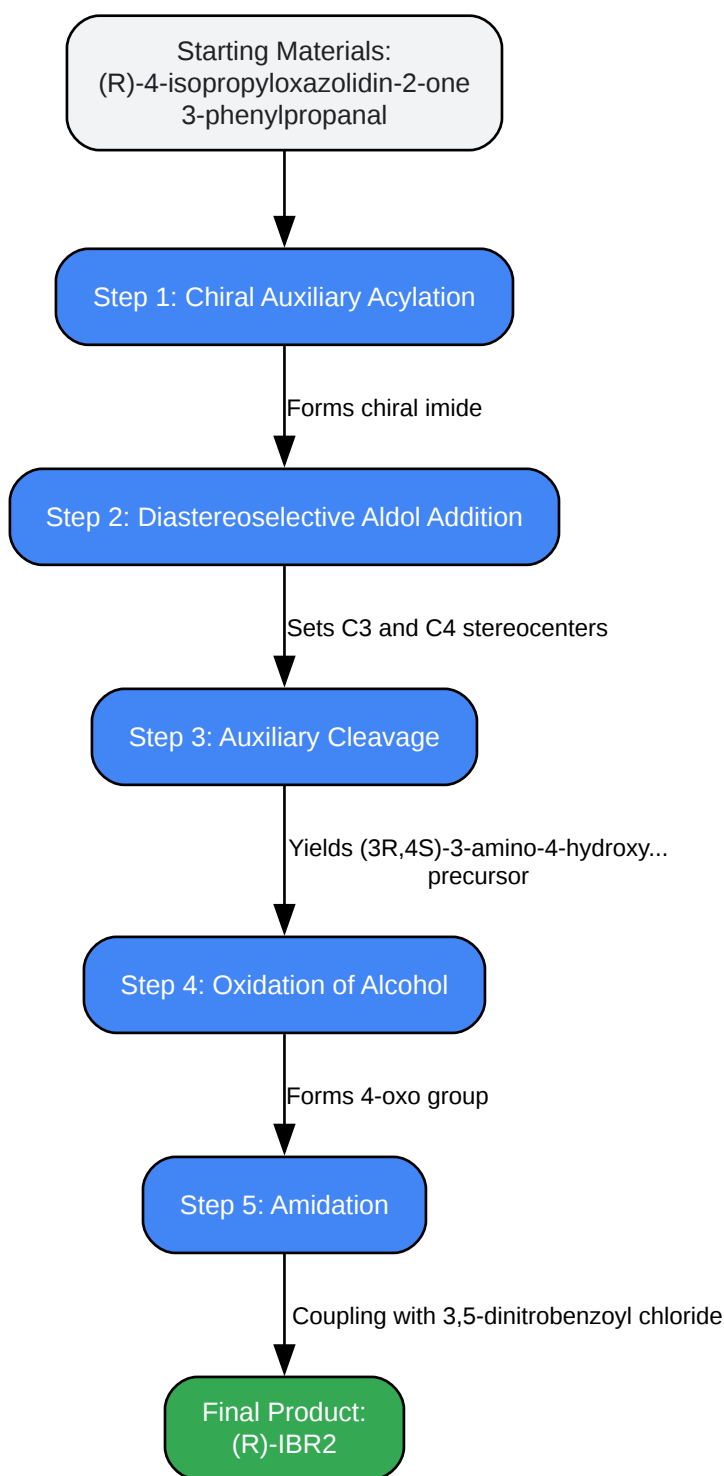 Starting Materials:
(R)-4-isopropyloxazolidin-2-one
3-phenylpropanal
Step 1: Chiral Auxiliary Acylation
Forms chiral imide
Step 2: Diastereoselective Aldol Addition
Sets C3 and C4 stereocenters
Step 3: Auxiliary Cleavage
Yields (3R,4S)-3-amino-4-hydroxy...
precursor
Step 4: Oxidation of Alcohol
Forms 4-oxo group
Step 5: Amidation
Coupling with 3,5-dinitrobenzoyl chloride
Final Product:
(R)-IBR2